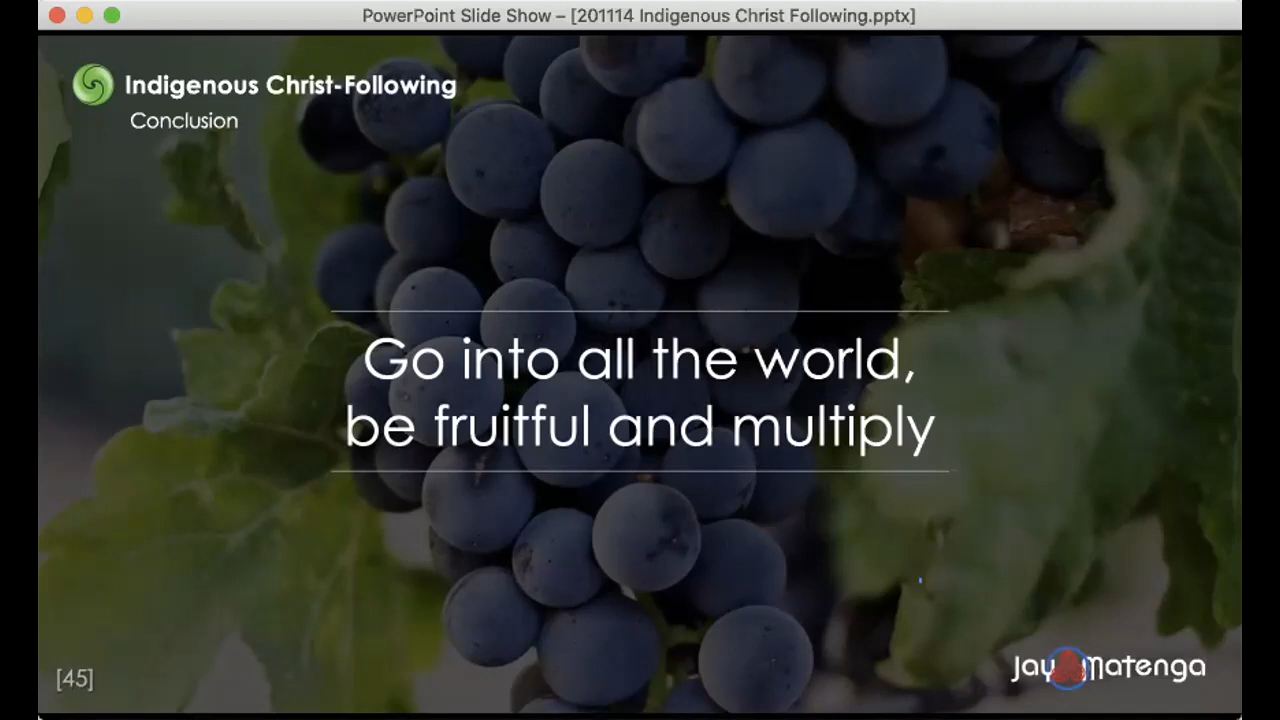 PowerPoint Slide Show – [201114 Indigenous Christ Following.pptx]
Indigenous Christ-Following
Conclusion
Go into all the world,
be fruitful and multiply
[45]
Jay Matenga